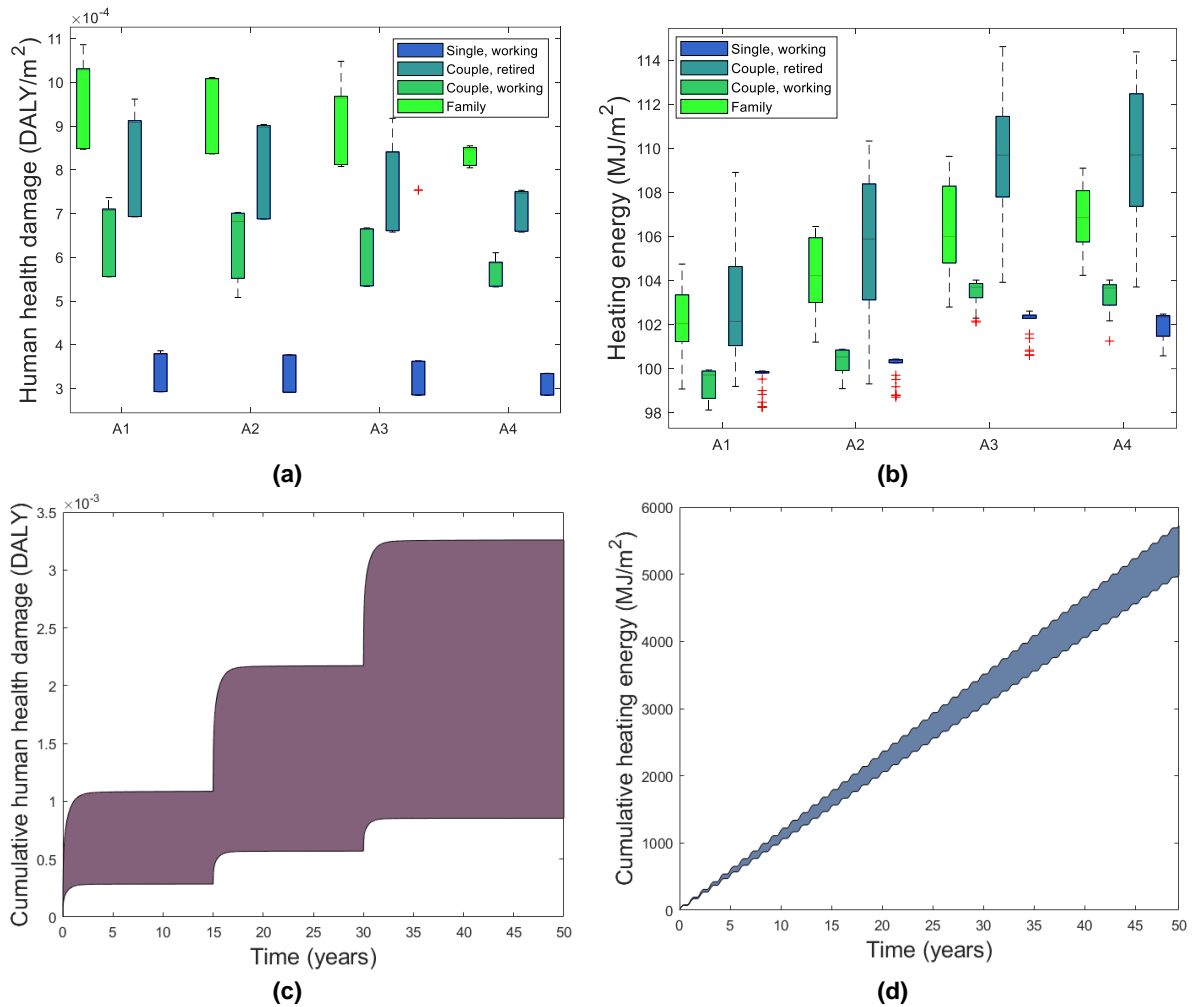 ×10⁻⁴
Human health damage (DALY/m²)
11
10
9
8
7
6
5
4
3
Single, working
Couple, retired
Couple, working
Family
A1 A2 A3 A4
(a)
Heating energy (MJ/m²)
114
112
110
108
106
104
102
100
98
Single, working
Couple, retired
Couple, working
Family
A1 A2 A3 A4
(b)
×10⁻³
Cumulative human health damage (DALY)
3.5
3
2.5
2
1.5
1
0.5
0
0 5 10 15 20 25 30 35 40 45 50
Time (years)
(c)
Cumulative heating energy (MJ/m²)
6000
5000
4000
3000
2000
1000
0
0 5 10 15 20 25 30 35 40 45 50
Time (years)
(d)